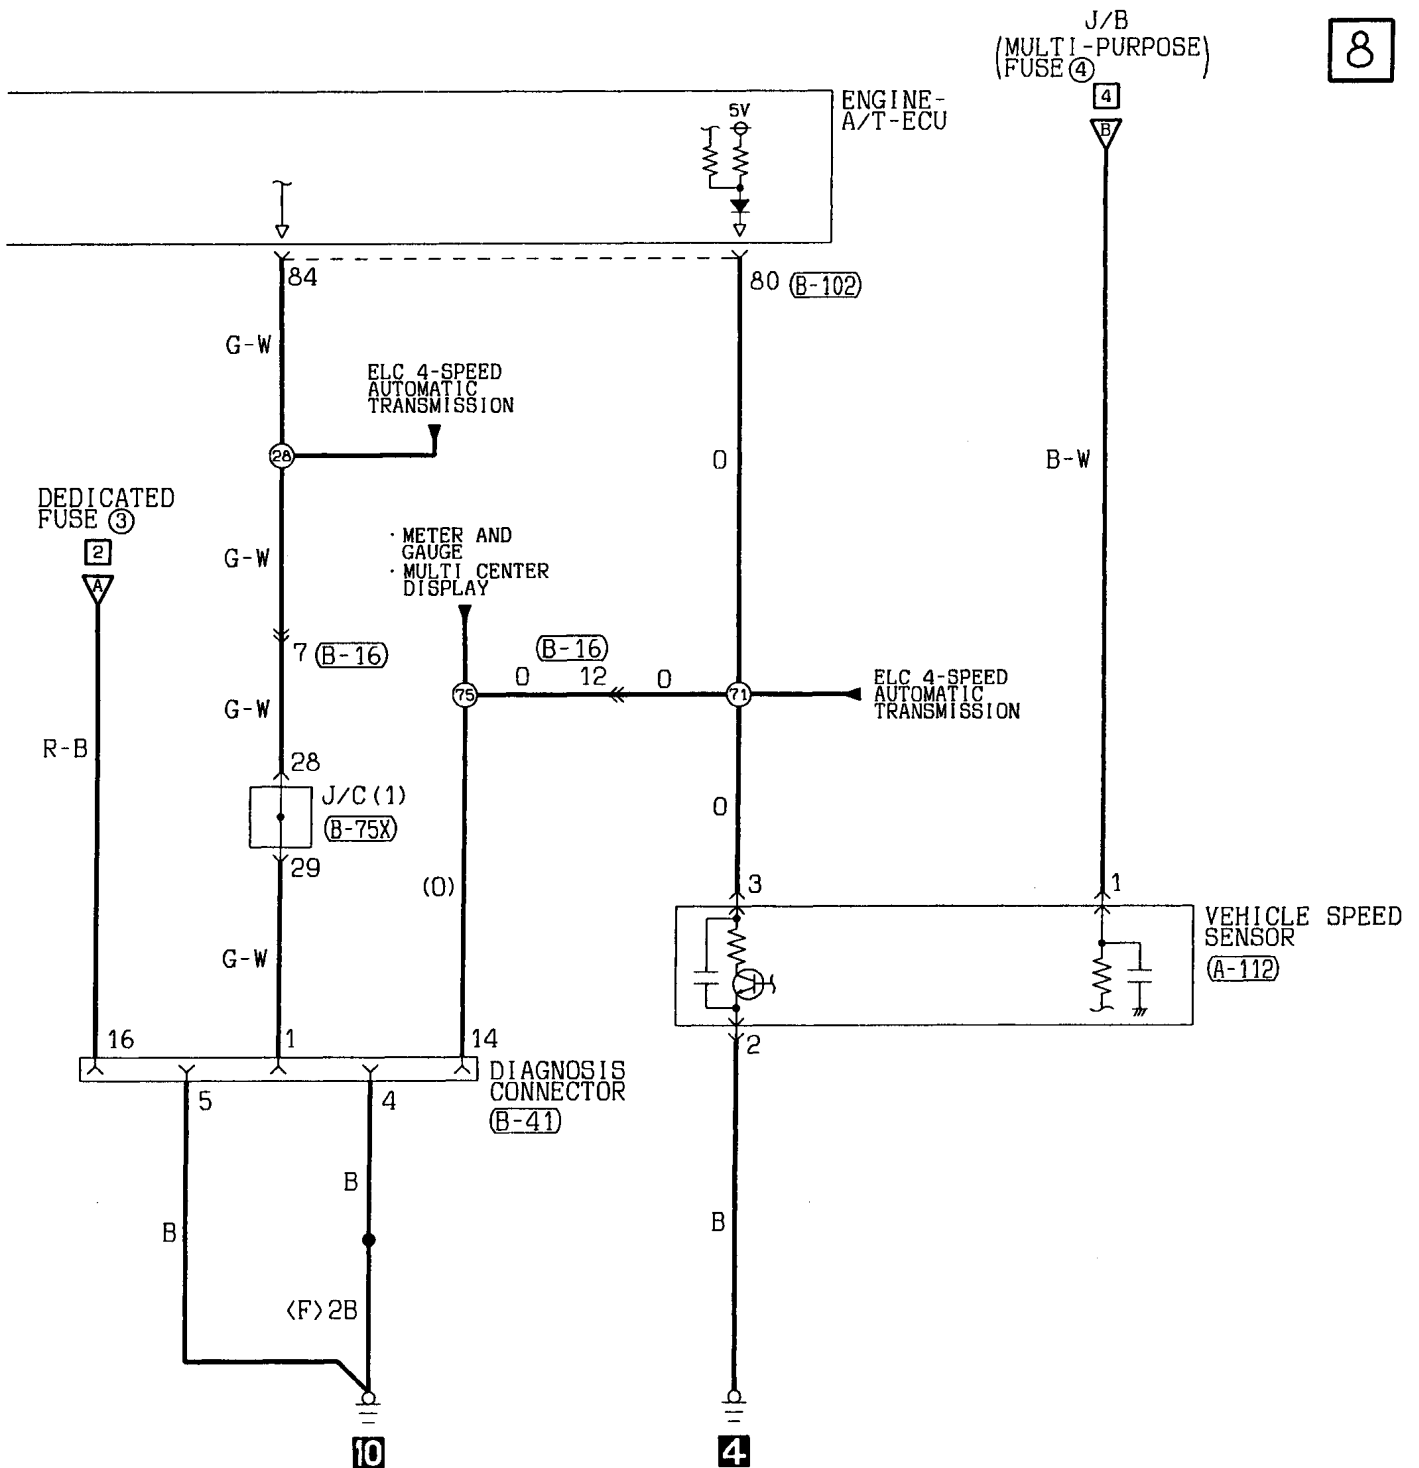 J/B
(MULTI-PURPOSE)
FUSE④
8
4
B
ENGINE-
A/T-ECU
5V
84
80 (B-102)
G-W
ELC 4-SPEED
AUTOMATIC
TRANSMISSION
28
O
B-W
DEDICATED
FUSE ③
2
A
G-W
· METER AND
GAUGE
· MULTI CENTER
DISPLAY
7 (B-16)
(B-16)
O 12 O
75
71
ELC 4-SPEED
AUTOMATIC
TRANSMISSION
G-W
R-B
28
J/C(1)
(B-75X)
29
O
(O)
3
1
VEHICLE SPEED
SENSOR
(A-112)
G-W
16
1
14
2
DIAGNOSIS
CONNECTOR
(B-41)
5
4
B
B
B
<F>2B
10
4